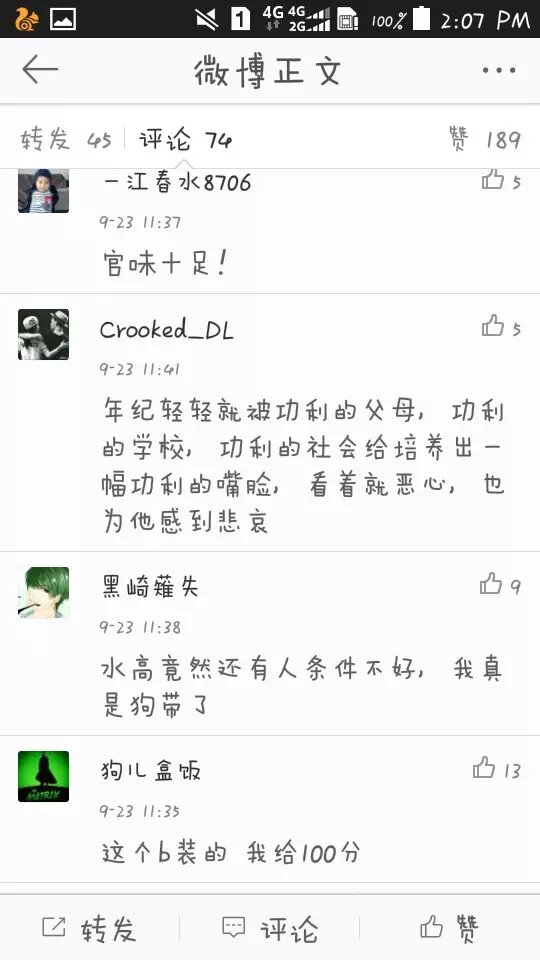 1 4G 4G 2G 100% 2:07 PM
微博正文
转发 45 评论 74 赞 189
一江春水8706 5
9-23 11:37
官味十足!
Crooked_DL 5
9-23 11:41
年纪轻轻就被功利的父母, 功利
的学校, 功利的社会给培养出一
幅功利的嘴脸, 看着就恶心, 也
为他感到悲哀
黑崎薙失 9
9-23 11:38
水高竟然还有人条件不好, 我真
是狗带了
狗儿盒饭 13
9-23 11:35
这个b装的 我给100分
MATRIX
转发 评论 赞